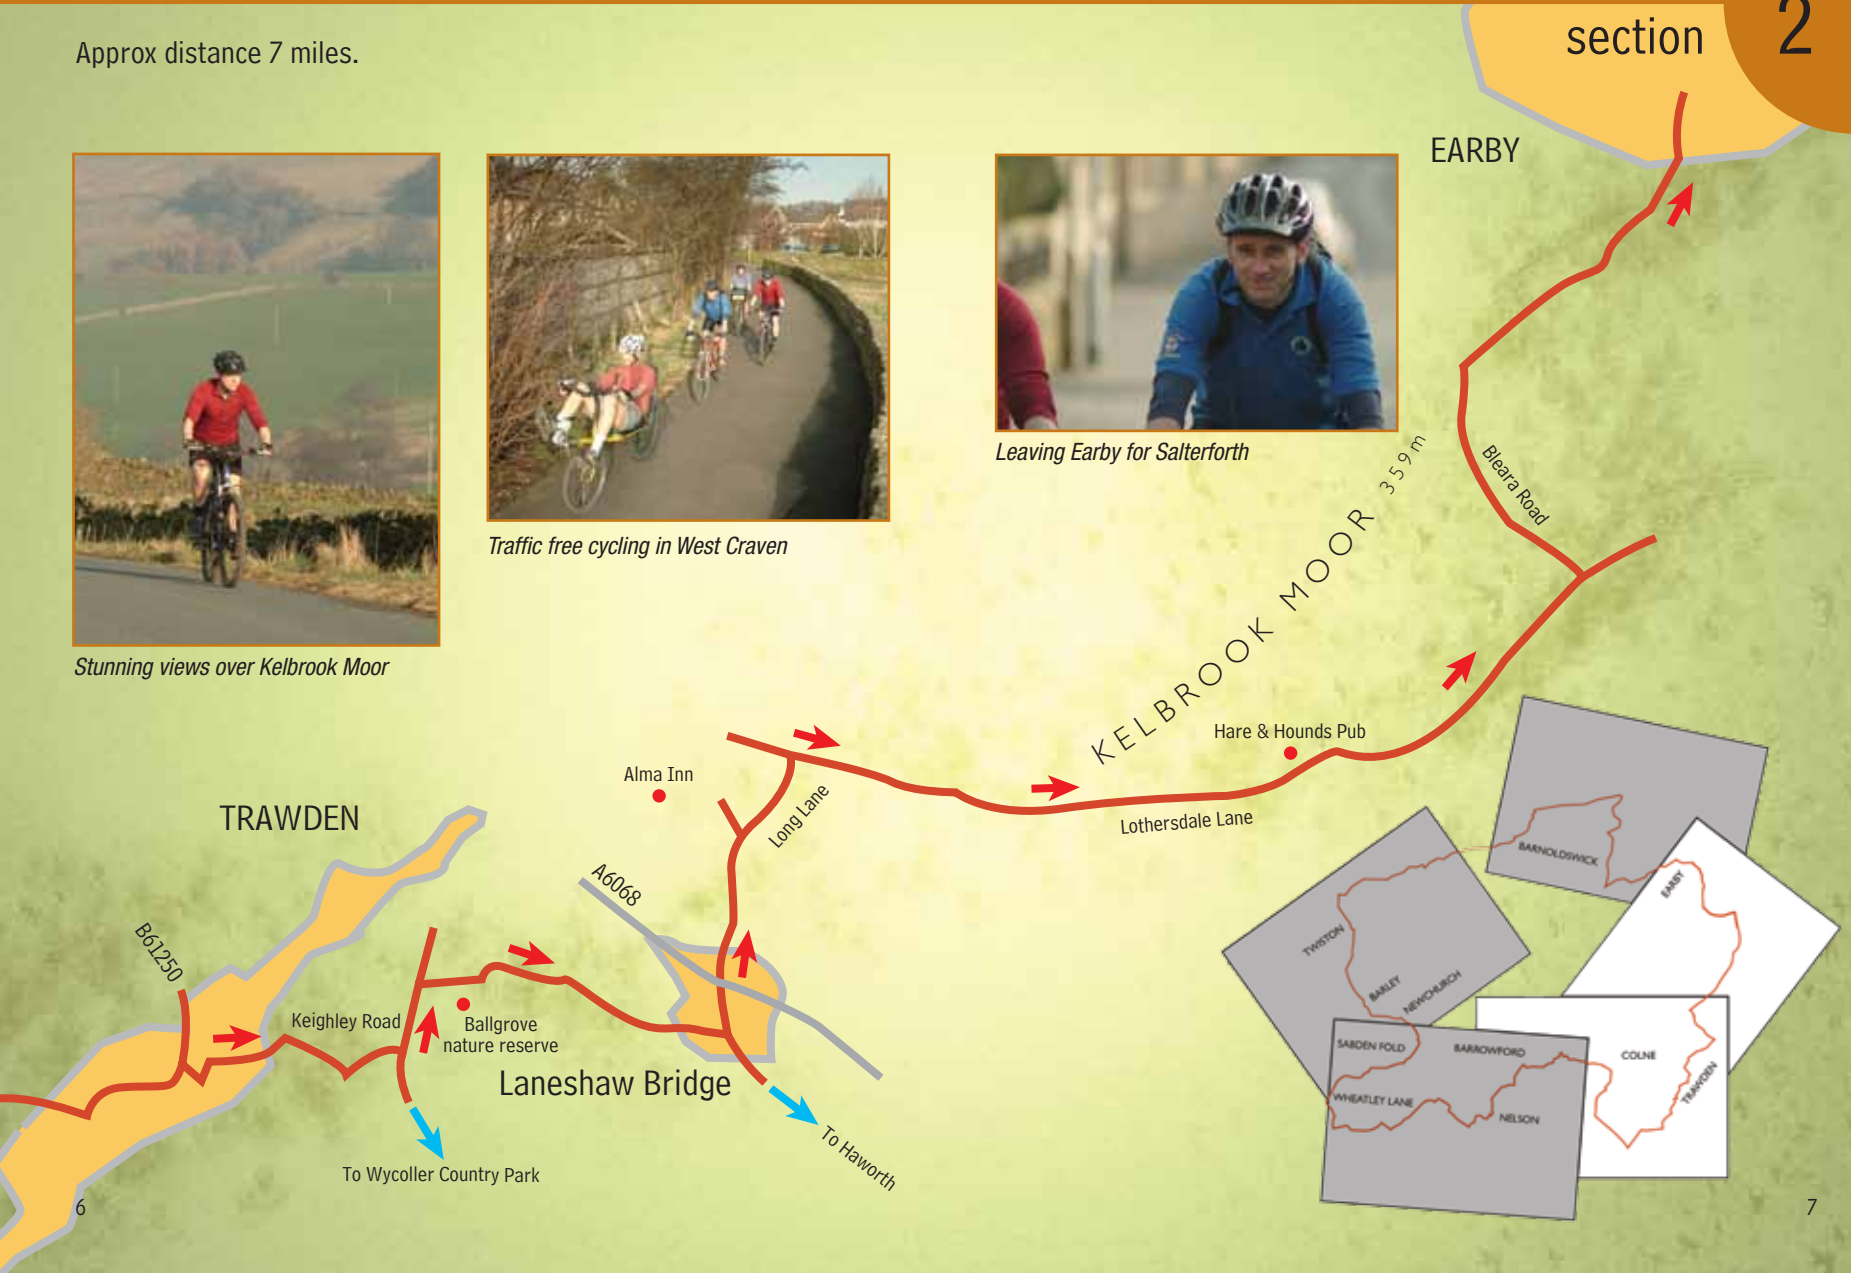 Approx distance 7 miles.
section 2
EARBY
Leaving Earby for Salterforth
Traffic free cycling in West Craven
Stunning views over Kelbrook Moor
KELBROOK MOOR 359m
Bleara Road
Hare & Hounds Pub
Alma Inn
Long Lane
Lothersdale Lane
TRAWDEN
A6068
B61250
Keighley Road
Ballgrove
nature reserve
Laneshaw Bridge
To Haworth
To Wycoller Country Park
BARNOLDSWICK
EARBY
TWISTON
BARLEY
NEWCHURCH
SABDEN FOLD
BARROWFORD
COLNE
TRAWDEN
WHEATLEY LANE
NELSON
6
7